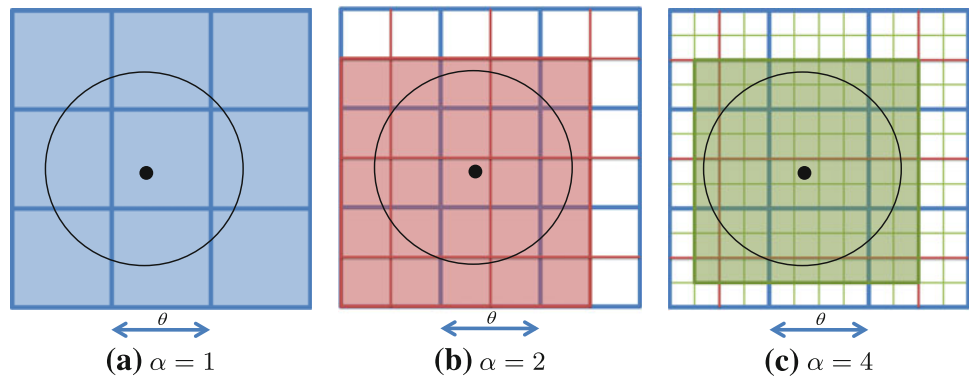 θ θ θ
(a) α = 1 (b) α = 2 (c) α = 4